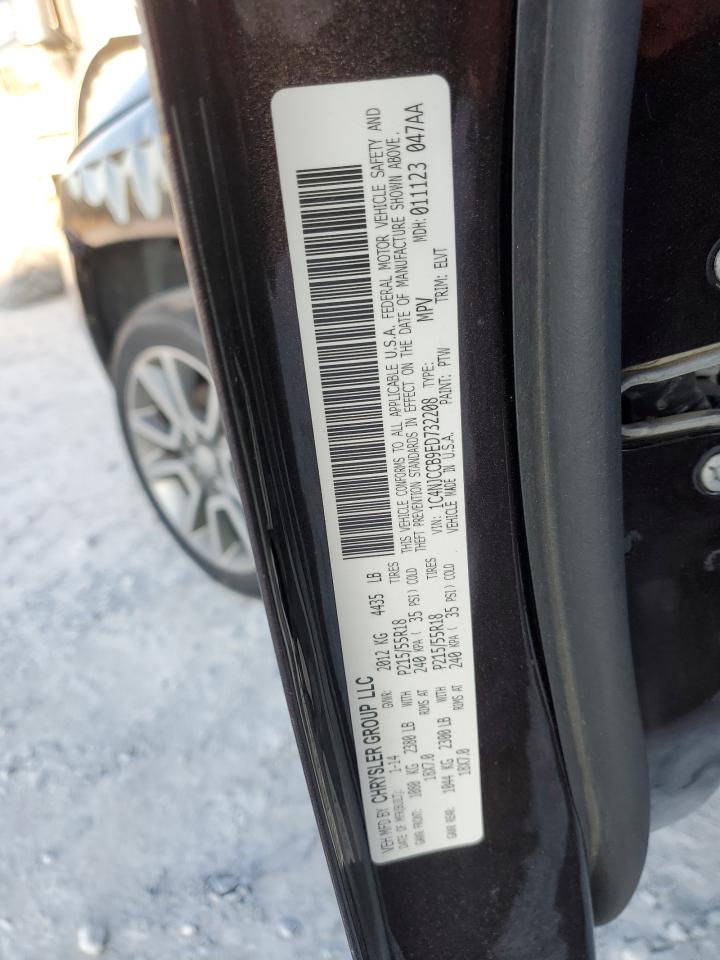 VEH MFD BY CHRYSLER GROUP LLC
DATE OF MFR(BUILT): 1-14 GVWR: 2012 KG 4435 LB
GAWR FRONT: 1080 KG 2380 LB WITH P215/55R18 TIRES
18X7.0 RIMS AT 240 KPA ( 35 PSI) COLD
GAWR REAR: 1044 KG 2300 LB WITH P215/55R18 TIRES
18X7.0 RIMS AT 240 KPA ( 35 PSI) COLD
THIS VEHICLE CONFORMS TO ALL APPLICABLE U.S.A. FEDERAL MOTOR VEHICLE SAFETY AND
THEFT PREVENTION STANDARDS IN EFFECT ON THE DATE OF MANUFACTURE SHOWN ABOVE.
VIN: 1C4NJCCB9ED732208 TYPE: MPV MDH: 011123 047AA
VEHICLE MADE IN U.S.A. PAINT: PTW TRIM: ELVT